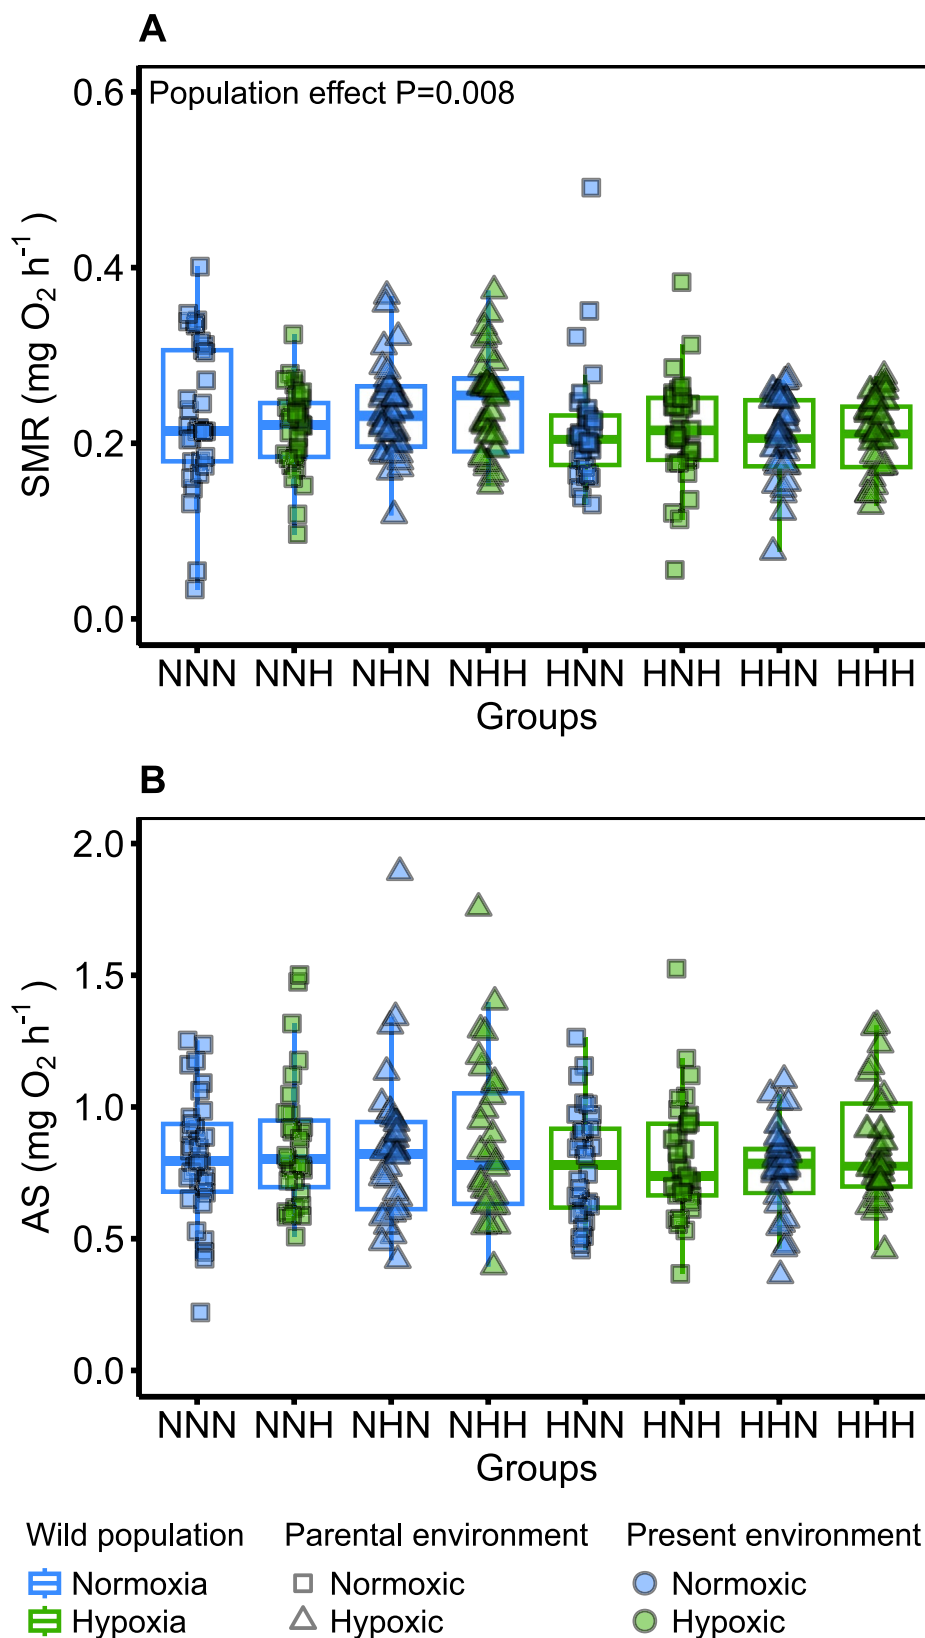 A
Population effect P=0.008
0.6
0.4
0.2
0.0
SMR (mg O₂ h⁻¹ )
NNN NNH NHN NHH HNN HNH HHN HHH
Groups
B
2.0
1.5
1.0
0.5
0.0
AS (mg O₂ h⁻¹ )
NNN NNH NHN NHH HNN HNH HHN HHH
Groups
Wild population Parental environment Present environment
Normoxia Normoxic Normoxic
Hypoxia Hypoxic Hypoxic